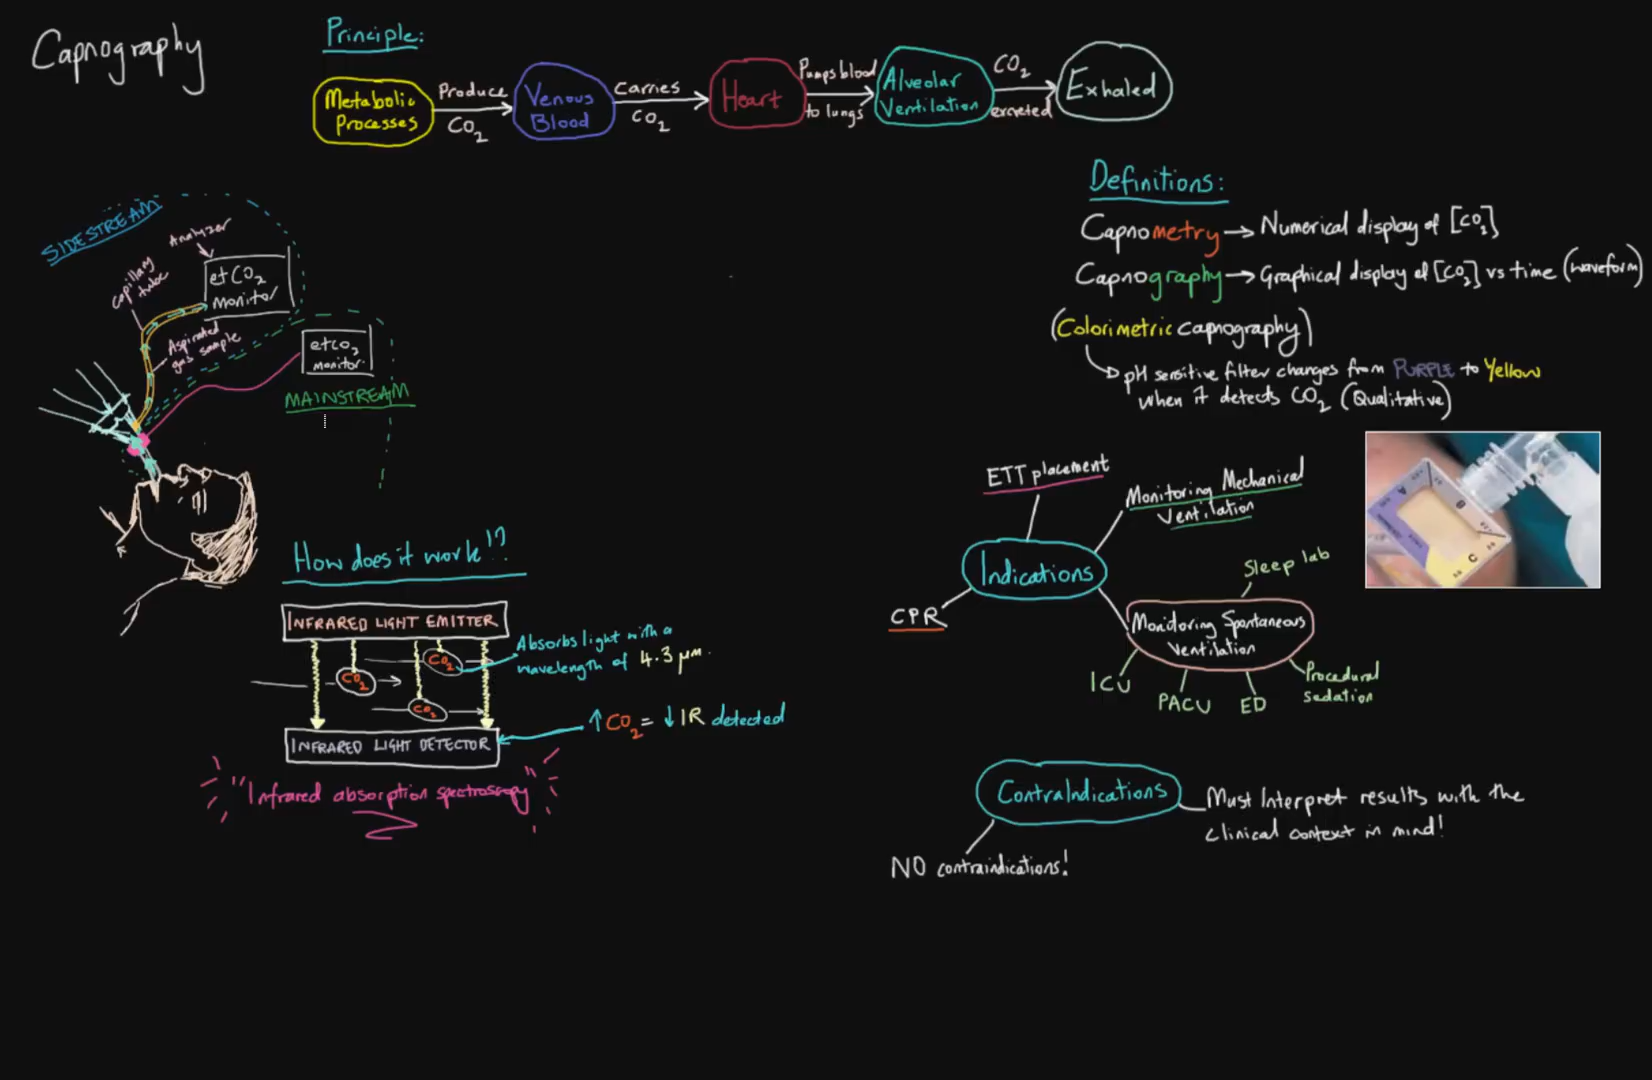 Capnography
Principle:
Metabolic
Processes
Produce
CO2
Venous
Blood
Carries
CO2
Heart
Pumps blood
to lungs
Alveolar
Ventilation
CO2
excreted
Exhaled
SIDESTREAM
Analyzer
capillary
tube
etCO2
monitor
Aspirated
gas sample
etCO2
monitor
MAINSTREAM
How does it work!?
INFRARED LIGHT EMITTER
CO2
CO2
CO2
Absorbs light with a
wavelength of 4.3 μm.
INFRARED LIGHT DETECTOR
↑ CO2 = ↓ IR detected
"Infrared absorption spectroscopy"
Definitions:
Capnometry → Numerical display of [CO2]
Capnography → Graphical display of [CO2] vs time (waveform)
(Colorimetric capnography)
pH sensitive filter changes from PURPLE to Yellow
when it detects CO2 (Qualitative)
ETT placement
Monitoring Mechanical
Ventilation
Indications
CPR
Sleep lab
Monitoring Spontaneous
Ventilation
ICU
PACU
ED
Procedural
sedation
A
B
C
ContraIndications
Must Interpret results with the
clinical context in mind!
NO contraindications!